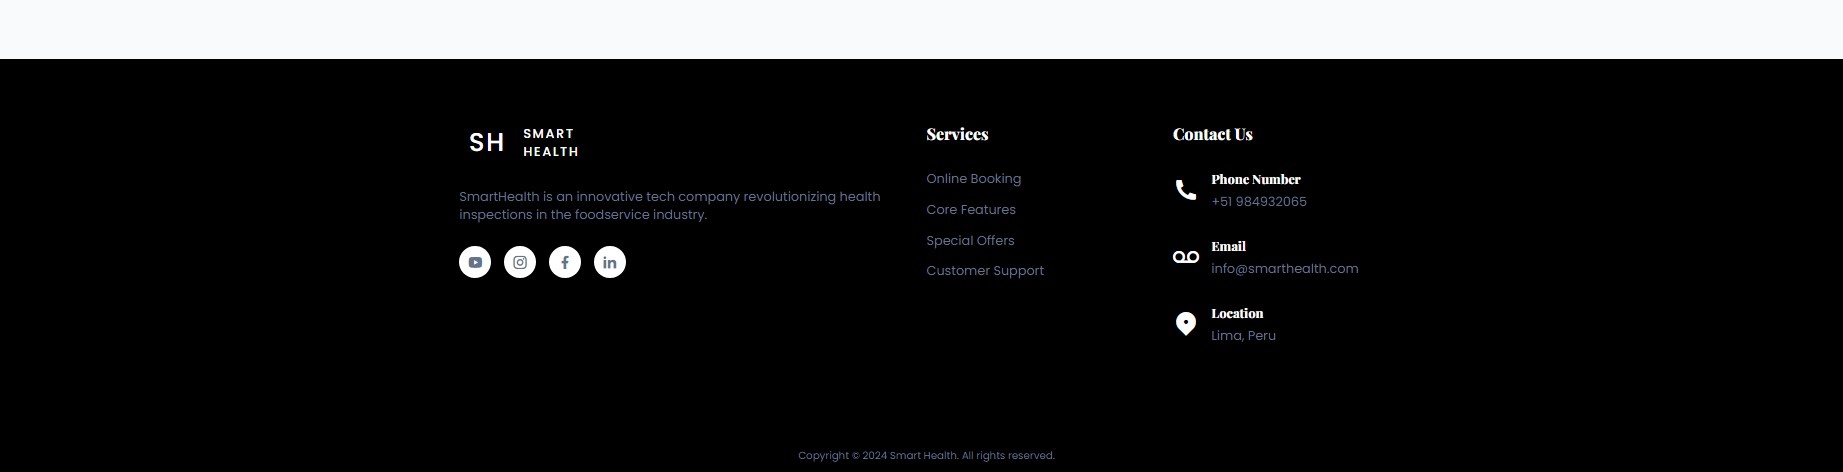 SH
SMART
HEALTH
SmartHealth is an innovative tech company revolutionizing health
inspections in the foodservice industry.
Services
Online Booking
Core Features
Special Offers
Customer Support
Contact Us
Phone Number
+51 984932065
Email
info@smarthealth.com
Location
Lima, Peru
Copyright © 2024 Smart Health. All rights reserved.